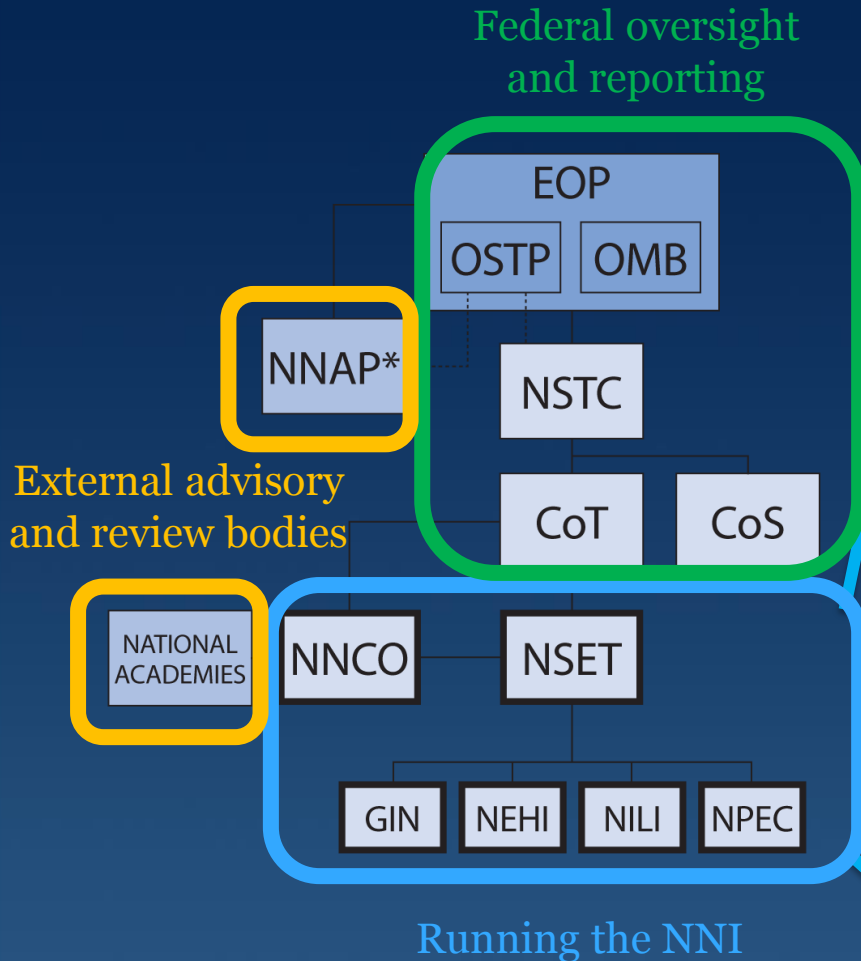 Federal oversight
and reporting
EOP
OSTP
OMB
NNAP*
NSTC
External advisory
and review bodies
CoT
CoS
NATIONAL
ACADEMIES
NNCO
NSET
GIN
NEHI
NILI
NPEC
Running the NNI